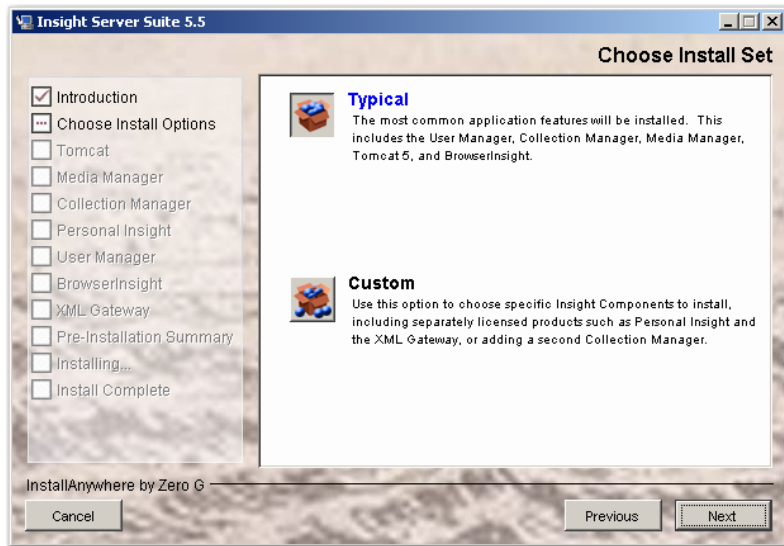 Insight Server Suite 5.5
Choose Install Set
Introduction
Choose Install Options
Tomcat
Media Manager
Collection Manager
Personal Insight
User Manager
BrowserInsight
XML Gateway
Pre-Installation Summary
Installing...
Install Complete
Typical
The most common application features will be installed. This
includes the User Manager, Collection Manager, Media Manager,
Tomcat 5, and BrowserInsight.
Custom
Use this option to choose specific Insight Components to install,
including separately licensed products such as Personal Insight and
the XML Gateway, or adding a second Collection Manager.
InstallAnywhere by Zero G
Cancel
Previous
Next